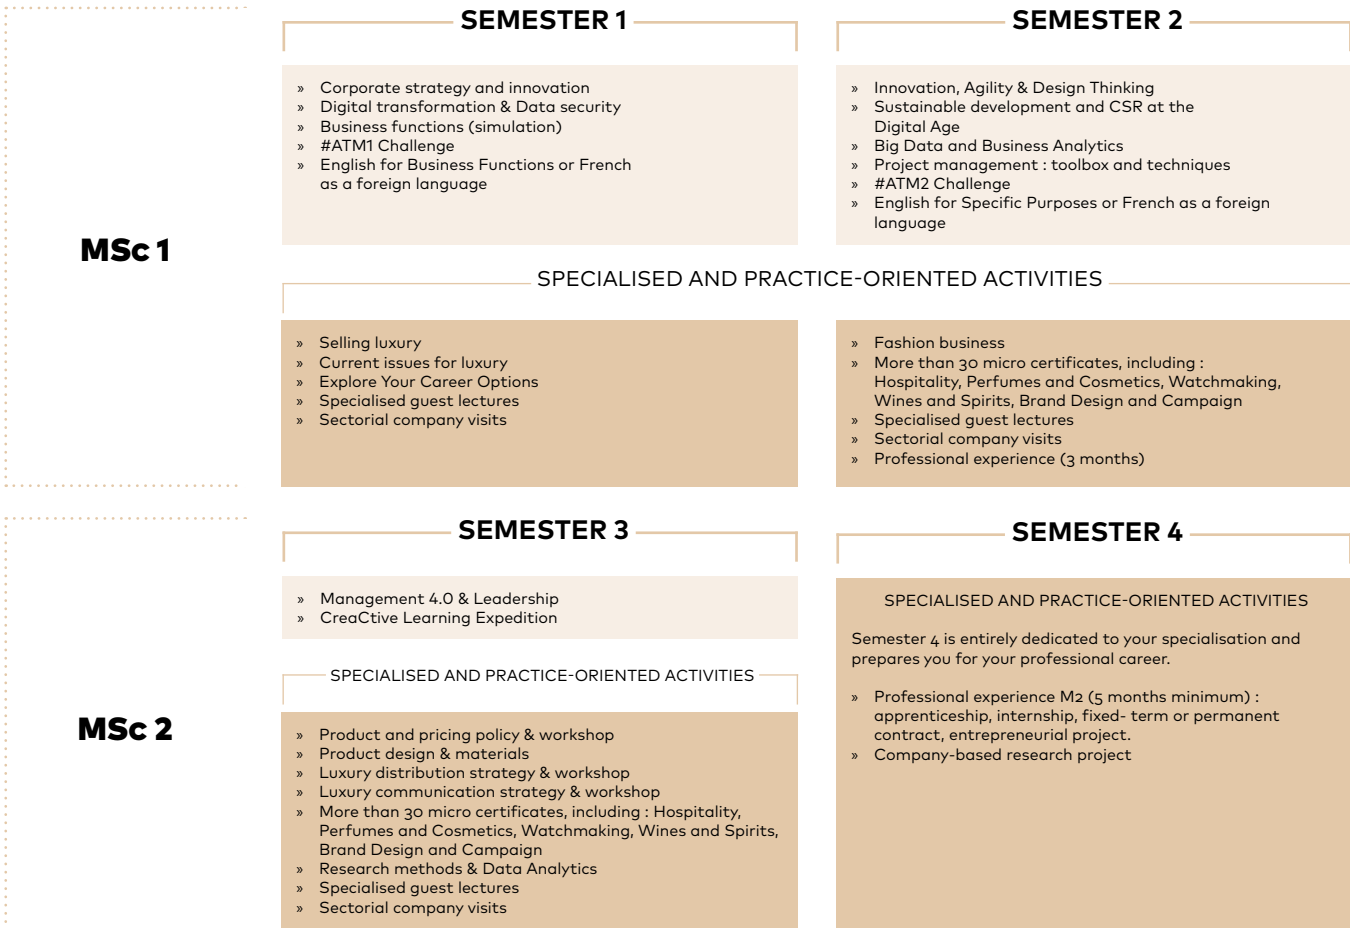 MSc 1
SEMESTER 1
» Corporate strategy and innovation
» Digital transformation & Data security
» Business functions (simulation)
» #ATM1 Challenge
» English for Business Functions or French
as a foreign language
SEMESTER 2
» Innovation, Agility & Design Thinking
» Sustainable development and CSR at the
Digital Age
» Big Data and Business Analytics
» Project management : toolbox and techniques
» #ATM2 Challenge
» English for Specific Purposes or French as a foreign
language
SPECIALISED AND PRACTICE-ORIENTED ACTIVITIES
» Selling luxury
» Current issues for luxury
» Explore Your Career Options
» Specialised guest lectures
» Sectorial company visits
» Fashion business
» More than 30 micro certificates, including :
Hospitality, Perfumes and Cosmetics, Watchmaking,
Wines and Spirits, Brand Design and Campaign
» Specialised guest lectures
» Sectorial company visits
» Professional experience (3 months)
MSc 2
SEMESTER 3
» Management 4.0 & Leadership
» CreaCtive Learning Expedition
SPECIALISED AND PRACTICE-ORIENTED ACTIVITIES
» Product and pricing policy & workshop
» Product design & materials
» Luxury distribution strategy & workshop
» Luxury communication strategy & workshop
» More than 30 micro certificates, including : Hospitality,
Perfumes and Cosmetics, Watchmaking, Wines and Spirits,
Brand Design and Campaign
» Research methods & Data Analytics
» Specialised guest lectures
» Sectorial company visits
SEMESTER 4
SPECIALISED AND PRACTICE-ORIENTED ACTIVITIES
Semester 4 is entirely dedicated to your specialisation and
prepares you for your professional career.
» Professional experience M2 (5 months minimum) :
apprenticeship, internship, fixed- term or permanent
contract, entrepreneurial project.
» Company-based research project